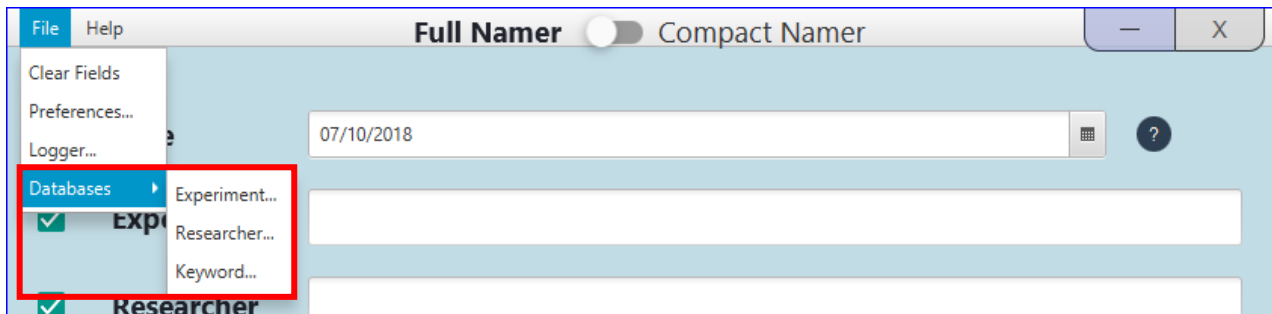 File Help Full Namer Compact Namer — X
Clear Fields
Preferences...
07/10/2018 ?
Logger...
Databases
Experiment...
Researcher...
Keyword...
Researcher